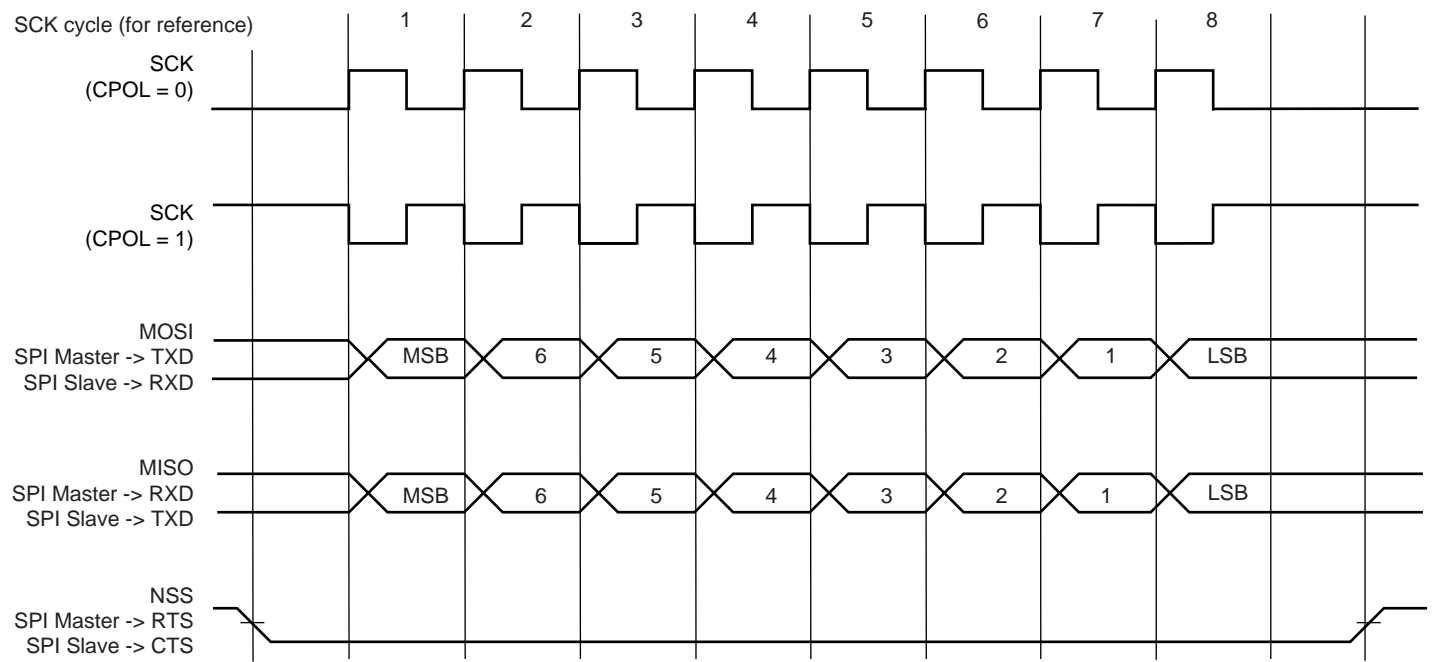 SCK cycle (for reference)
1 2 3 4 5 6 7 8
SCK
(CPOL = 0)
SCK
(CPOL = 1)
MOSI
SPI Master -> TXD
SPI Slave -> RXD
MSB 6 5 4 3 2 1 LSB
MISO
SPI Master -> RXD
SPI Slave -> TXD
MSB 6 5 4 3 2 1 LSB
NSS
SPI Master -> RTS
SPI Slave -> CTS